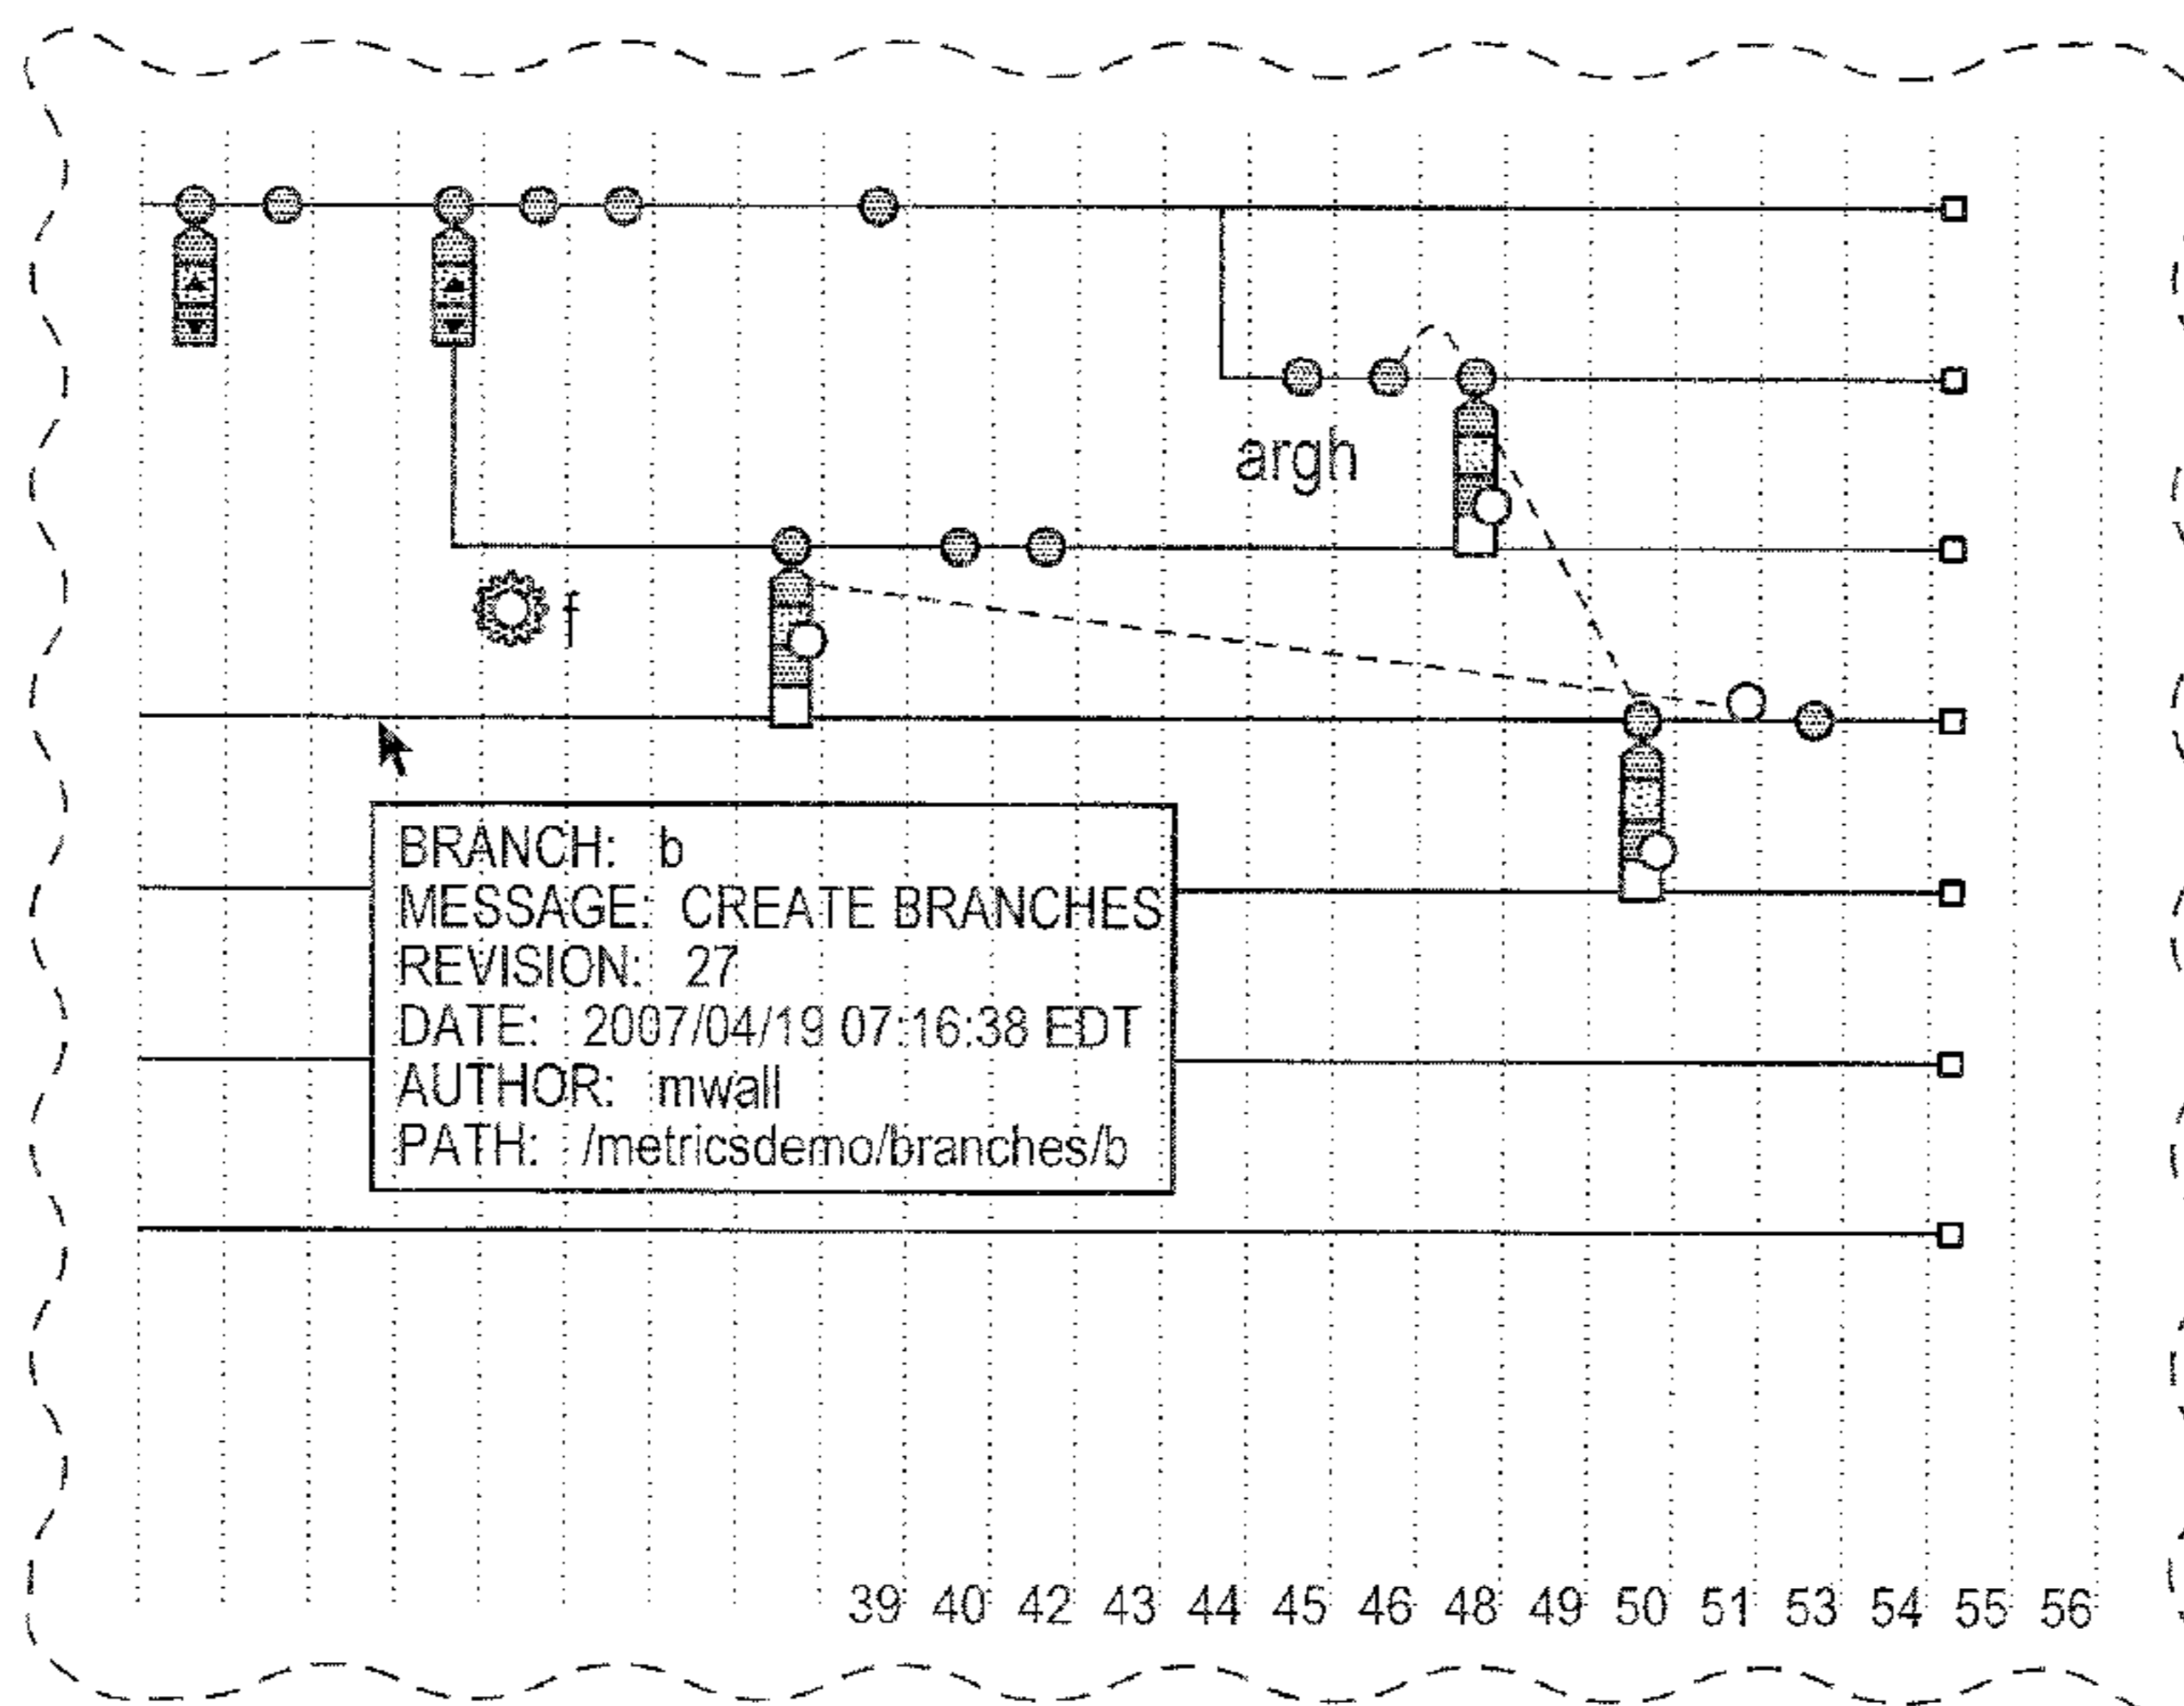 argh
f
BRANCH: b
MESSAGE: CREATE BRANCHES
REVISION: 27
DATE: 2007/04/19 07:16:38 EDT
AUTHOR: mwall
PATH: /metricsdemo/branches/b
39 40 42 43 44 45 46 48 49 50 51 53 54 55 56